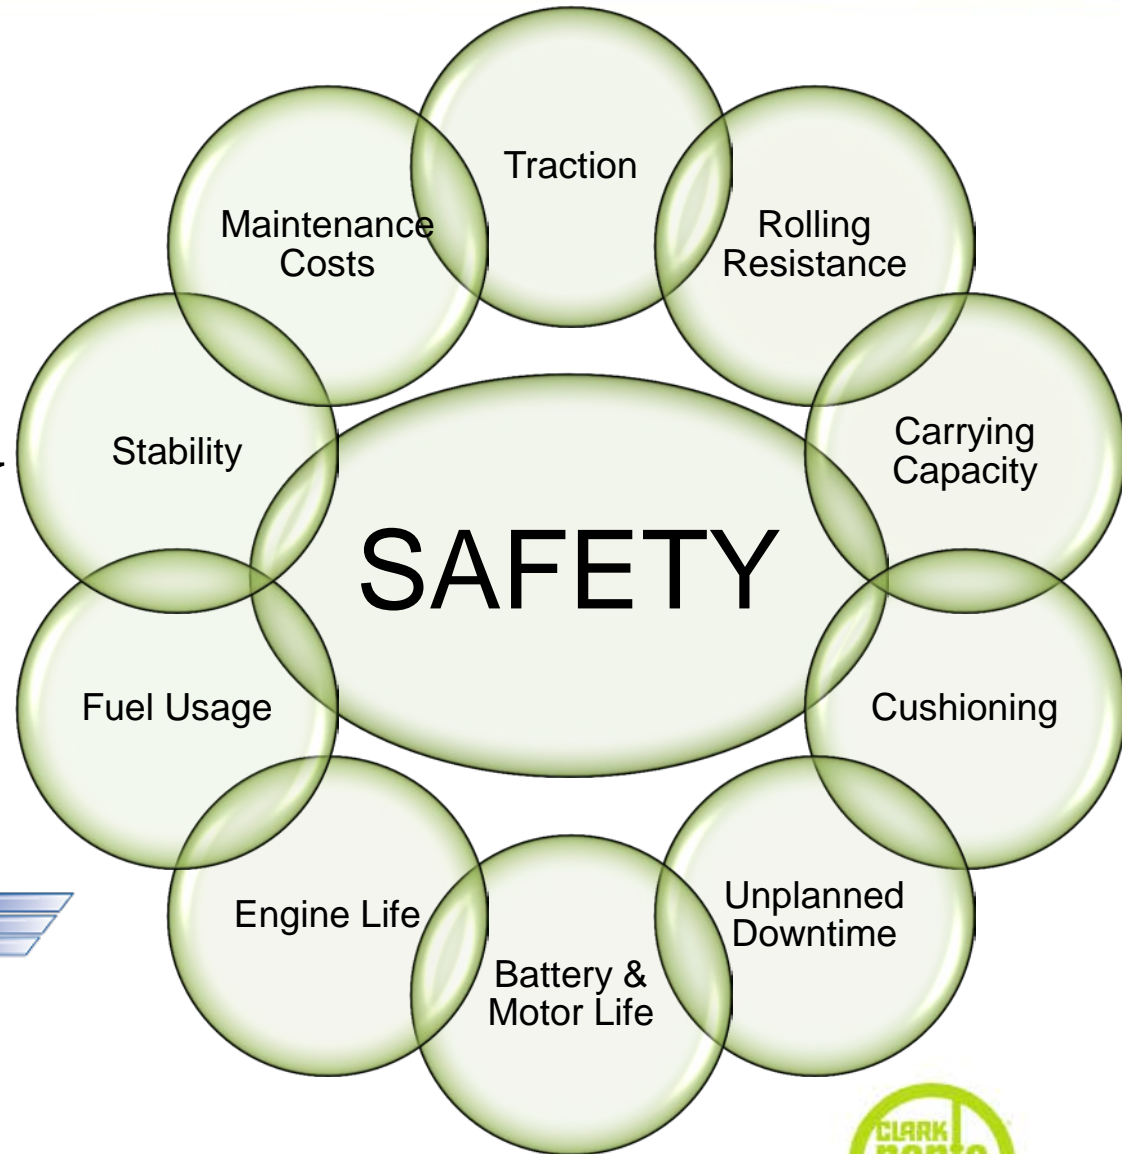 Traction
Rolling
Resistance
Carrying
Capacity
Cushioning
Unplanned
Downtime
Battery &
Motor Life
Engine Life
Fuel Usage
Stability
Maintenance
Costs
SAFETY
CLARK